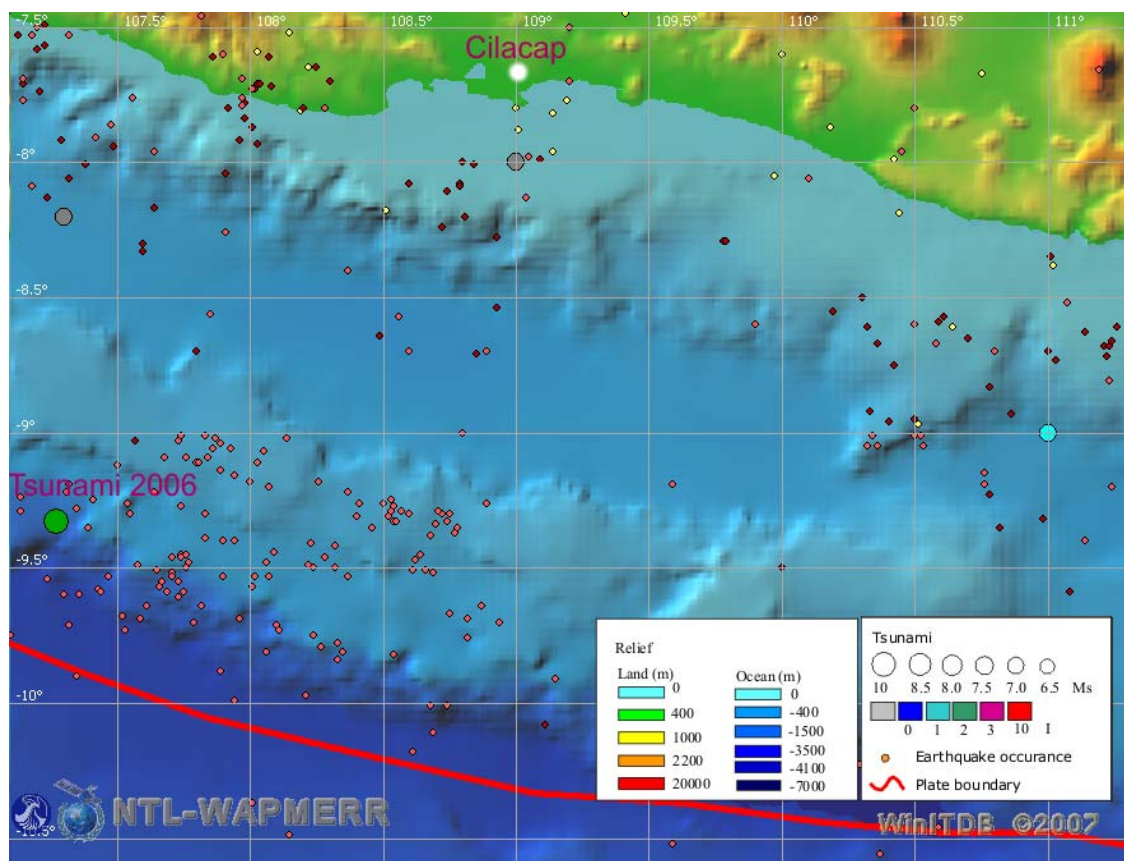 -7.5°
107.5°
108°
108.5°
109°
109.5°
110°
110.5°
111°
Cilacap
-8°
-8.5°
-9°
Tsunami 2006
-9.5°
-10°
Relief
Land (m)
Ocean (m)
0
0
400
-400
1000
-1500
2200
-3500
-4100
20000
-7000
Tsunami
10 8.5 8.0 7.5 7.0 6.5 Ms
0 1 2 3 10 I
Earthquake occurance
Plate boundary
NTL-WAPMERR
WinITDB ©2007